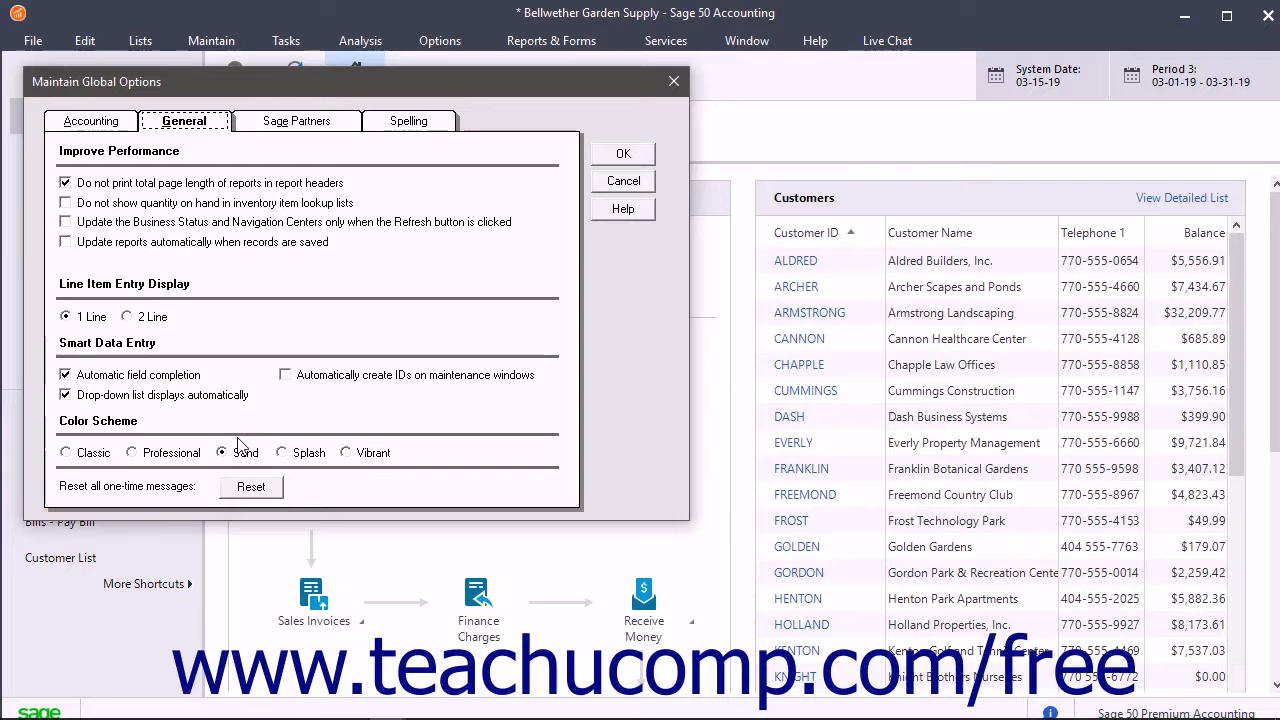 * Bellwether Garden Supply - Sage 50 Accounting
File Edit Lists Maintain Tasks Analysis Options Reports & Forms Services Window Help Live Chat
System Date:
03-15-19
Period 3:
03-01-19 - 03-31-19
Maintain Global Options
Accounting General Sage Partners Spelling
Improve Performance
Do not print total page length of reports in report headers
Do not show quantity on hand in inventory item lookup lists
Update the Business Status and Navigation Centers only when the Refresh button is clicked
Update reports automatically when records are saved
Line Item Entry Display
1 Line 2 Line
Smart Data Entry
Automatic field completion Automatically create IDs on maintenance windows
Drop-down list displays automatically
Color Scheme
Classic Professional Sand Splash Vibrant
Reset all one-time messages: Reset
OK
Cancel
Help
Bills - Pay Bill
Customer List
More Shortcuts
Sales Invoices
Finance
Charges
Receive
Money
Customers View Detailed List
Customer ID Customer Name Telephone 1 Balance
ALDRED Aldred Builders, Inc. 770-555-0654 $5,556.91
ARCHER Archer Scapes and Ponds 770-555-4660 $7,434.67
ARMSTRONG Armstrong Landscaping 770-555-8824 $32,209.77
CANNON Cannon Healthcare Center 770-555-4128 $685.89
CHAPPLE Chapple Law Offices 770-555-8858 $1,110.85
CUMMINGS Cummings Construction 770-555-1147 $3,756.16
DASH Dash Business Systems 770-555-9988 $399.90
EVERLY Everly Property Management 770-555-6660 $9,721.84
FRANKLIN Franklin Botanical Gardens 770 555-9598 $3,407.12
FREEMOND Freemond Country Club 770-555-8967 $4,823.43
FROST Frost Technology Park 770-555-4153 $49.99
GOLDEN Golden Gardens 404 555-7763 $179.07
GORDON Gordon Park & Recreation Cente 770-555-0014 $2,259.42
HENTON Henton Park Apartments 404-555-2025 $5,882.36
HOLLAND Holland Properties, Inc. 770-555-9927 $8,173.61
KENTON Kenton Golf and Tennis Center $7,537.03
KNIGHT Knight Brothers Nurseries 770-555-6772 $0.00
www.teachucomp.com/free
sage
Sage 50 Premium Accounting